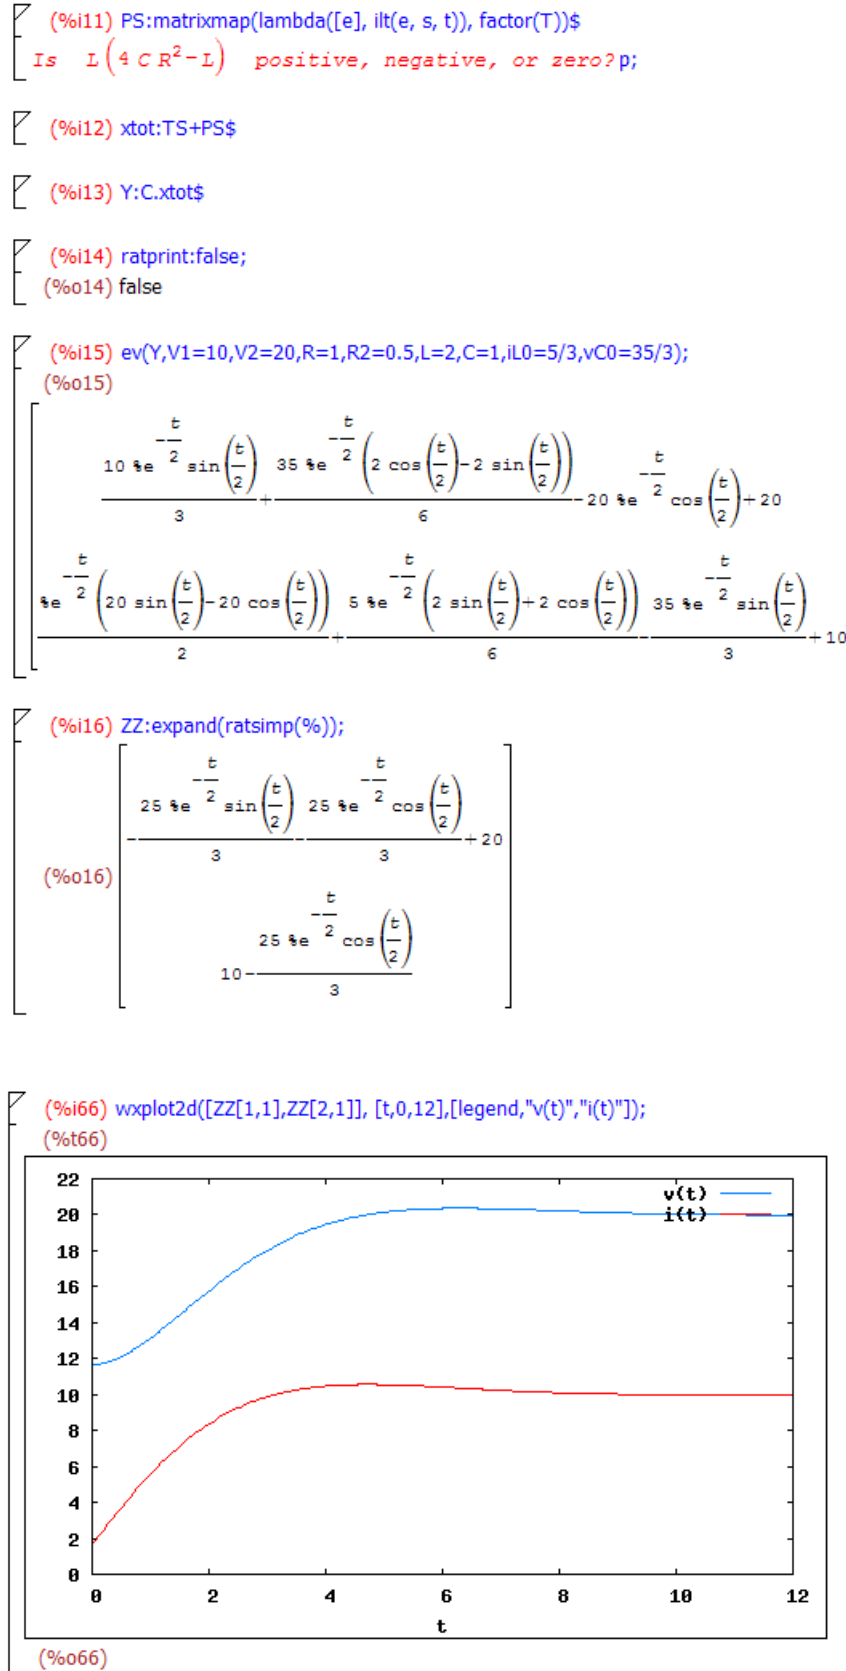 (%i11) PS:matrixmap(lambda([e], ilt(e, s, t)), factor(T))$
Is L(4 C R²-L) positive, negative, or zero?p;
(%i12) xtot:TS+PS$
(%i13) Y:C.xtot$
(%i14) ratprint:false;
(%o14) false
(%i15) ev(Y,V1=10,V2=20,R=1,R2=0.5,L=2,C=1,iL0=5/3,vC0=35/3);
(%o15)
10 %e^(-t/2) sin(t/2)/3+35 %e^(-t/2) (2 cos(t/2)-2 sin(t/2))/6-20 %e^(-t/2) cos(t/2)+20
%e^(-t/2) (20 sin(t/2)-20 cos(t/2))/2+5 %e^(-t/2) (2 sin(t/2)+2 cos(t/2))/6-35 %e^(-t/2) sin(t/2)/3+10
(%i16) ZZ:expand(ratsimp(%));
-25 %e^(-t/2) sin(t/2)/3-25 %e^(-t/2) cos(t/2)/3+20
(%o16)
10-25 %e^(-t/2) cos(t/2)/3
(%i66) wxplot2d([ZZ[1,1],ZZ[2,1]], [t,0,12],[legend,"v(t)","i(t)"]);
(%t66)
22
v(t)
20
i(t)
18
16
14
12
10
8
6
4
2
0
0 2 4 6 8 10 12
t
(%o66)